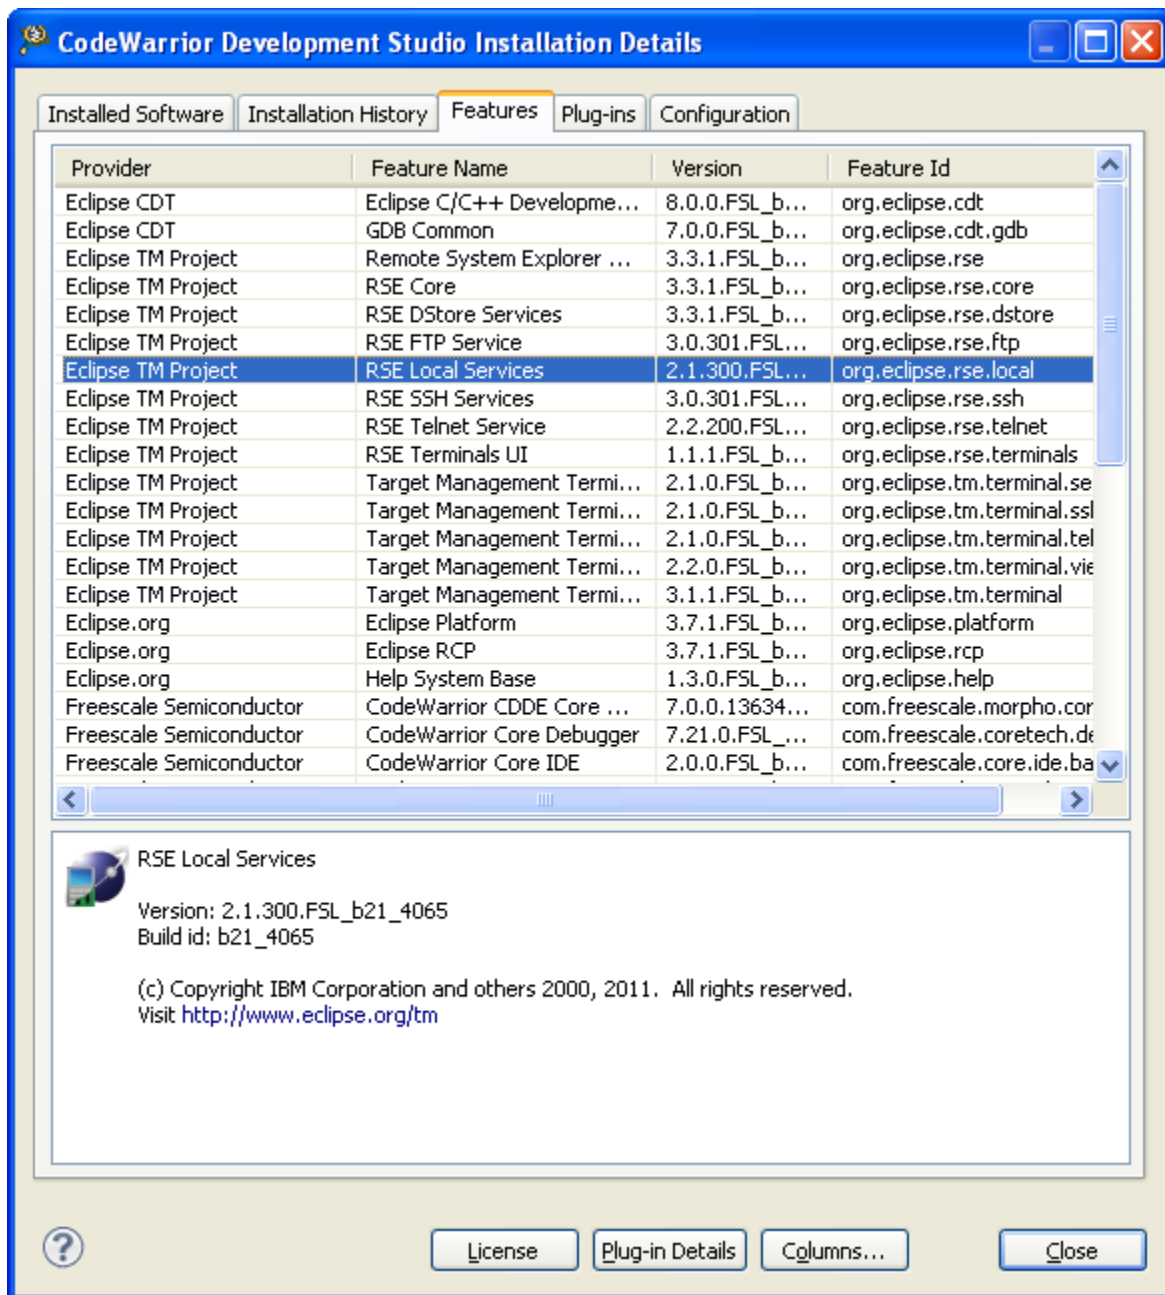 CodeWarrior Development Studio Installation Details
Installed Software Installation History Features Plug-ins Configuration
Provider Feature Name Version Feature Id
Eclipse CDT Eclipse C/C++ Developme... 8.0.0.FSL_b... org.eclipse.cdt
Eclipse CDT GDB Common 7.0.0.FSL_b... org.eclipse.cdt.gdb
Eclipse TM Project Remote System Explorer ... 3.3.1.FSL_b... org.eclipse.rse
Eclipse TM Project RSE Core 3.3.1.FSL_b... org.eclipse.rse.core
Eclipse TM Project RSE DStore Services 3.3.1.FSL_b... org.eclipse.rse.dstore
Eclipse TM Project RSE FTP Service 3.0.301.FSL... org.eclipse.rse.ftp
Eclipse TM Project RSE Local Services 2.1.300.FSL... org.eclipse.rse.local
Eclipse TM Project RSE SSH Services 3.0.301.FSL... org.eclipse.rse.ssh
Eclipse TM Project RSE Telnet Service 2.2.200.FSL... org.eclipse.rse.telnet
Eclipse TM Project RSE Terminals UI 1.1.1.FSL_b... org.eclipse.rse.terminals
Eclipse TM Project Target Management Termi... 2.1.0.FSL_b... org.eclipse.tm.terminal.se
Eclipse TM Project Target Management Termi... 2.1.0.FSL_b... org.eclipse.tm.terminal.ssl
Eclipse TM Project Target Management Termi... 2.1.0.FSL_b... org.eclipse.tm.terminal.tel
Eclipse TM Project Target Management Termi... 2.2.0.FSL_b... org.eclipse.tm.terminal.vie
Eclipse TM Project Target Management Termi... 3.1.1.FSL_b... org.eclipse.tm.terminal
Eclipse.org Eclipse Platform 3.7.1.FSL_b... org.eclipse.platform
Eclipse.org Eclipse RCP 3.7.1.FSL_b... org.eclipse.rcp
Eclipse.org Help System Base 1.3.0.FSL_b... org.eclipse.help
Freescale Semiconductor CodeWarrior CDDE Core ... 7.0.0.13634... com.freescale.morpho.cor
Freescale Semiconductor CodeWarrior Core Debugger 7.21.0.FSL_... com.freescale.coretech.de
Freescale Semiconductor CodeWarrior Core IDE 2.0.0.FSL_b... com.freescale.core.ide.ba
RSE Local Services
Version: 2.1.300.FSL_b21_4065
Build id: b21_4065
(c) Copyright IBM Corporation and others 2000, 2011.  All rights reserved.
Visit http://www.eclipse.org/tm
? License Plug-in Details Columns... Close